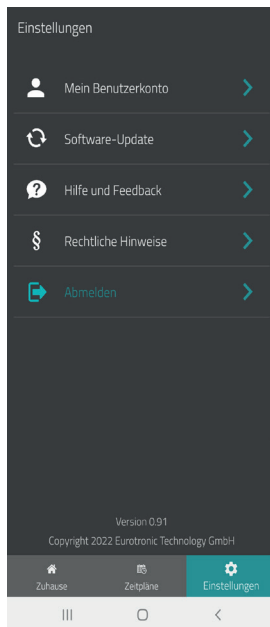 Einstellungen
Mein Benutzerkonto
Software-Update
Hilfe und Feedback
§ Rechtliche Hinweise
Abmelden
Version 0.91
Copyright 2022 Eurotronic Technology GmbH
Zuhause Zeitpläne Einstellungen